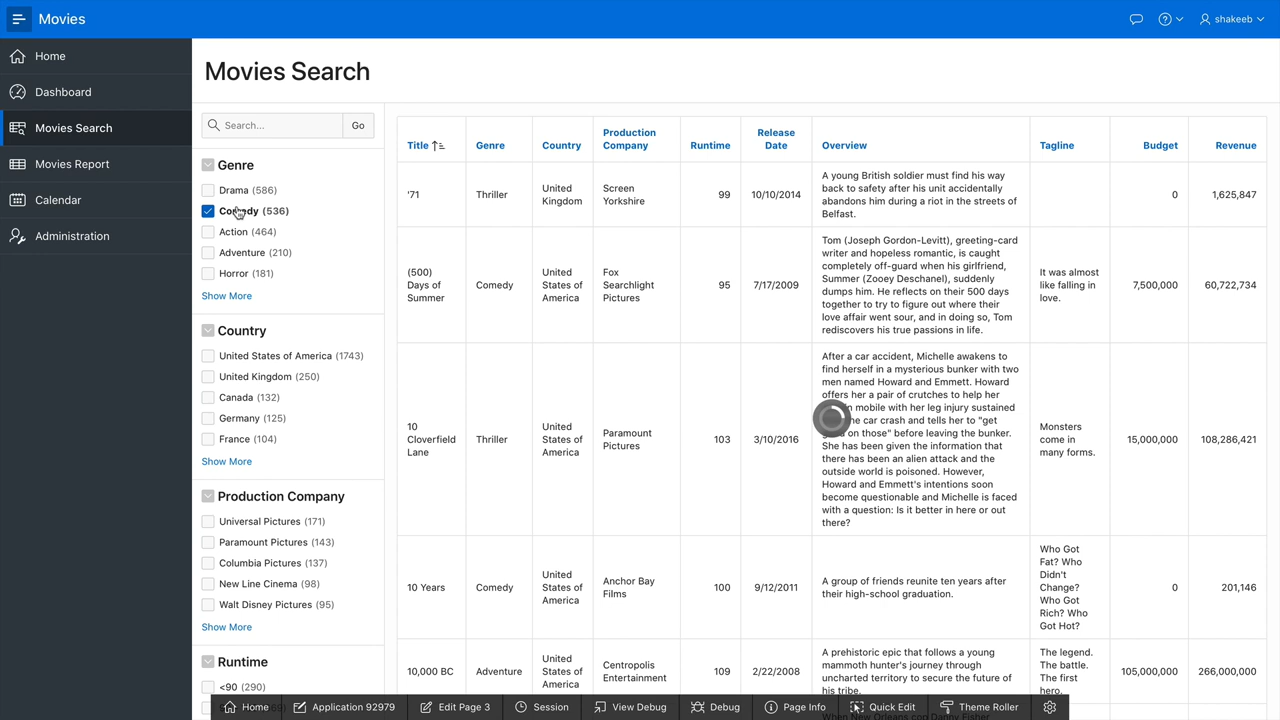 Movies
shakeeb
Home
Dashboard
Movies Search
Movies Report
Calendar
Administration
Movies Search
Search...
Go
Genre
Drama (586)
Comedy (536)
Action (464)
Adventure (210)
Horror (181)
Show More
Country
United States of America (1743)
United Kingdom (250)
Canada (132)
Germany (125)
France (104)
Show More
Production Company
Universal Pictures (171)
Paramount Pictures (143)
Columbia Pictures (137)
New Line Cinema (98)
Walt Disney Pictures (95)
Show More
Runtime
<90 (290)
Title
Genre
Country
Production
Company
Runtime
Release
Date
Overview
Tagline
Budget
Revenue
'71
Thriller
United
Kingdom
Screen
Yorkshire
99
10/10/2014
A young British soldier must find his way
back to safety after his unit accidentally
abandons him during a riot in the streets of
Belfast.
0
1,625,847
(500)
Days of
Summer
Comedy
United
States of
America
Fox
Searchlight
Pictures
95
7/17/2009
Tom (Joseph Gordon-Levitt), greeting-card
writer and hopeless romantic, is caught
completely off-guard when his girlfriend,
Summer (Zooey Deschanel), suddenly
dumps him. He reflects on their 500 days
together to try to figure out where their
love affair went sour, and in doing so, Tom
rediscovers his true passions in life.
It was almost
like falling in
love.
7,500,000
60,722,734
10
Cloverfield
Lane
Thriller
United
States of
America
Paramount
Pictures
103
3/10/2016
After a car accident, Michelle awakens to
find herself in a mysterious bunker with two
men named Howard and Emmett. Howard
offers her a pair of crutches to help her
mobile with her leg injury sustained
car crash and tells her to "get
on those" before leaving the bunker.
She has been given the information that
there has been an alien attack and the
outside world is poisoned. However,
Howard and Emmett's intentions soon
become questionable and Michelle is faced
with a question: Is it better in here or out
there?
Monsters
come in
many forms.
15,000,000
108,286,421
10 Years
Comedy
United
States of
America
Anchor Bay
Films
100
9/12/2011
A group of friends reunite ten years after
their high-school graduation.
Who Got
Fat? Who
Didn't
Change?
Who Got
Rich? Who
Got Hot?
0
201,146
10,000 BC
Adventure
United
States of
America
Centropolis
Entertainment
109
2/22/2008
A prehistoric epic that follows a young
mammoth hunter's journey through
uncharted territory to secure the future of
his tribe.
The legend.
The battle.
The first
hero.
105,000,000
266,000,000
Home
Application 92979
Edit Page 3
Session
View Debug
Debug
Page Info
Quick Edit
Theme Roller